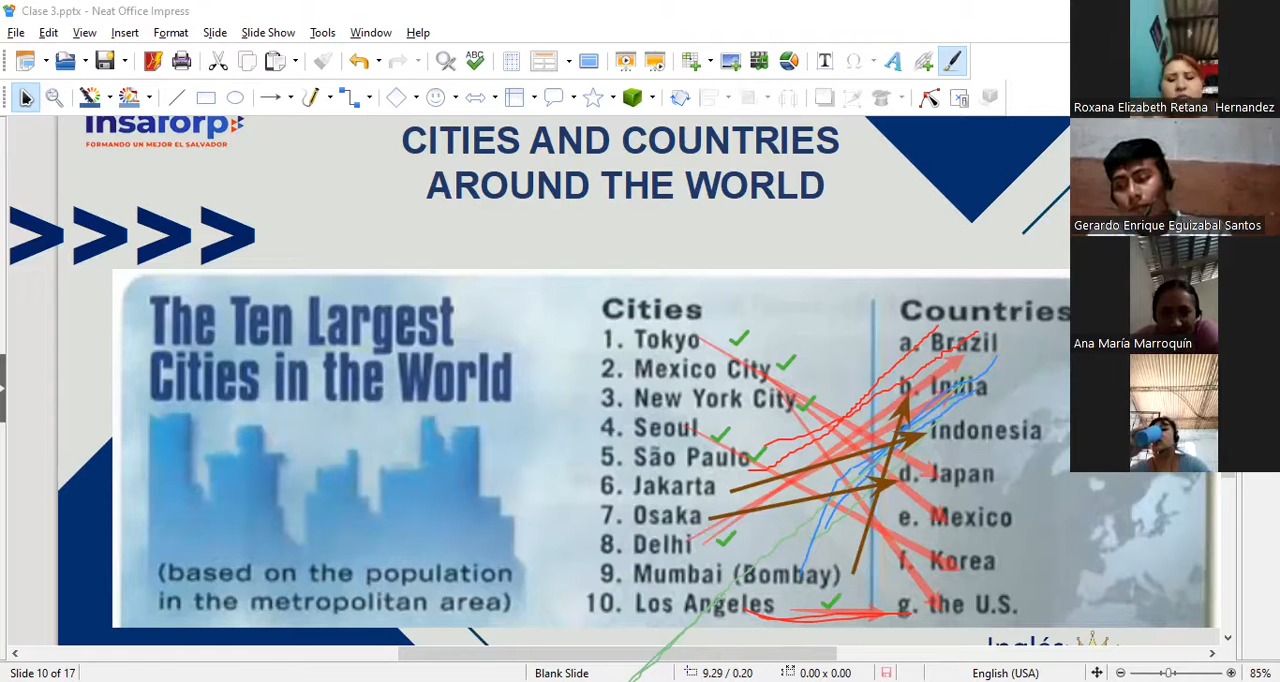 Clase 3.pptx - Neat Office Impress
File Edit View Insert Format Slide Slide Show Tools Window Help
insaforp
FORMANDO UN MEJOR EL SALVADOR
CITIES AND COUNTRIES
AROUND THE WORLD
The Ten Largest
Cities in the World
(based on the population
in the metropolitan area)
Cities
1. Tokyo
2. Mexico City
3. New York City
4. Seoul
5. São Paulo
6. Jakarta
7. Osaka
8. Delhi
9. Mumbai (Bombay)
10. Los Angeles
Countries
a. Brazil
b. India
indonesia
d. Japan
e. Mexico
f. Korea
g. the U.S.
Inglés
Roxana Elizabeth Retana Hernandez
Gerardo Enrique Eguizabal Santos
Ana María Marroquín
Slide 10 of 17
Blank Slide
9.29 / 0.20
0.00 x 0.00
English (USA)
85%